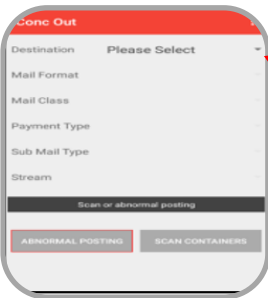 Conc Out
Destination Please Select
Mail Format
Mail Class
Payment Type
Sub Mail Type
Stream
Scan or abnormal posting
ABNORMAL POSTING SCAN CONTAINERS